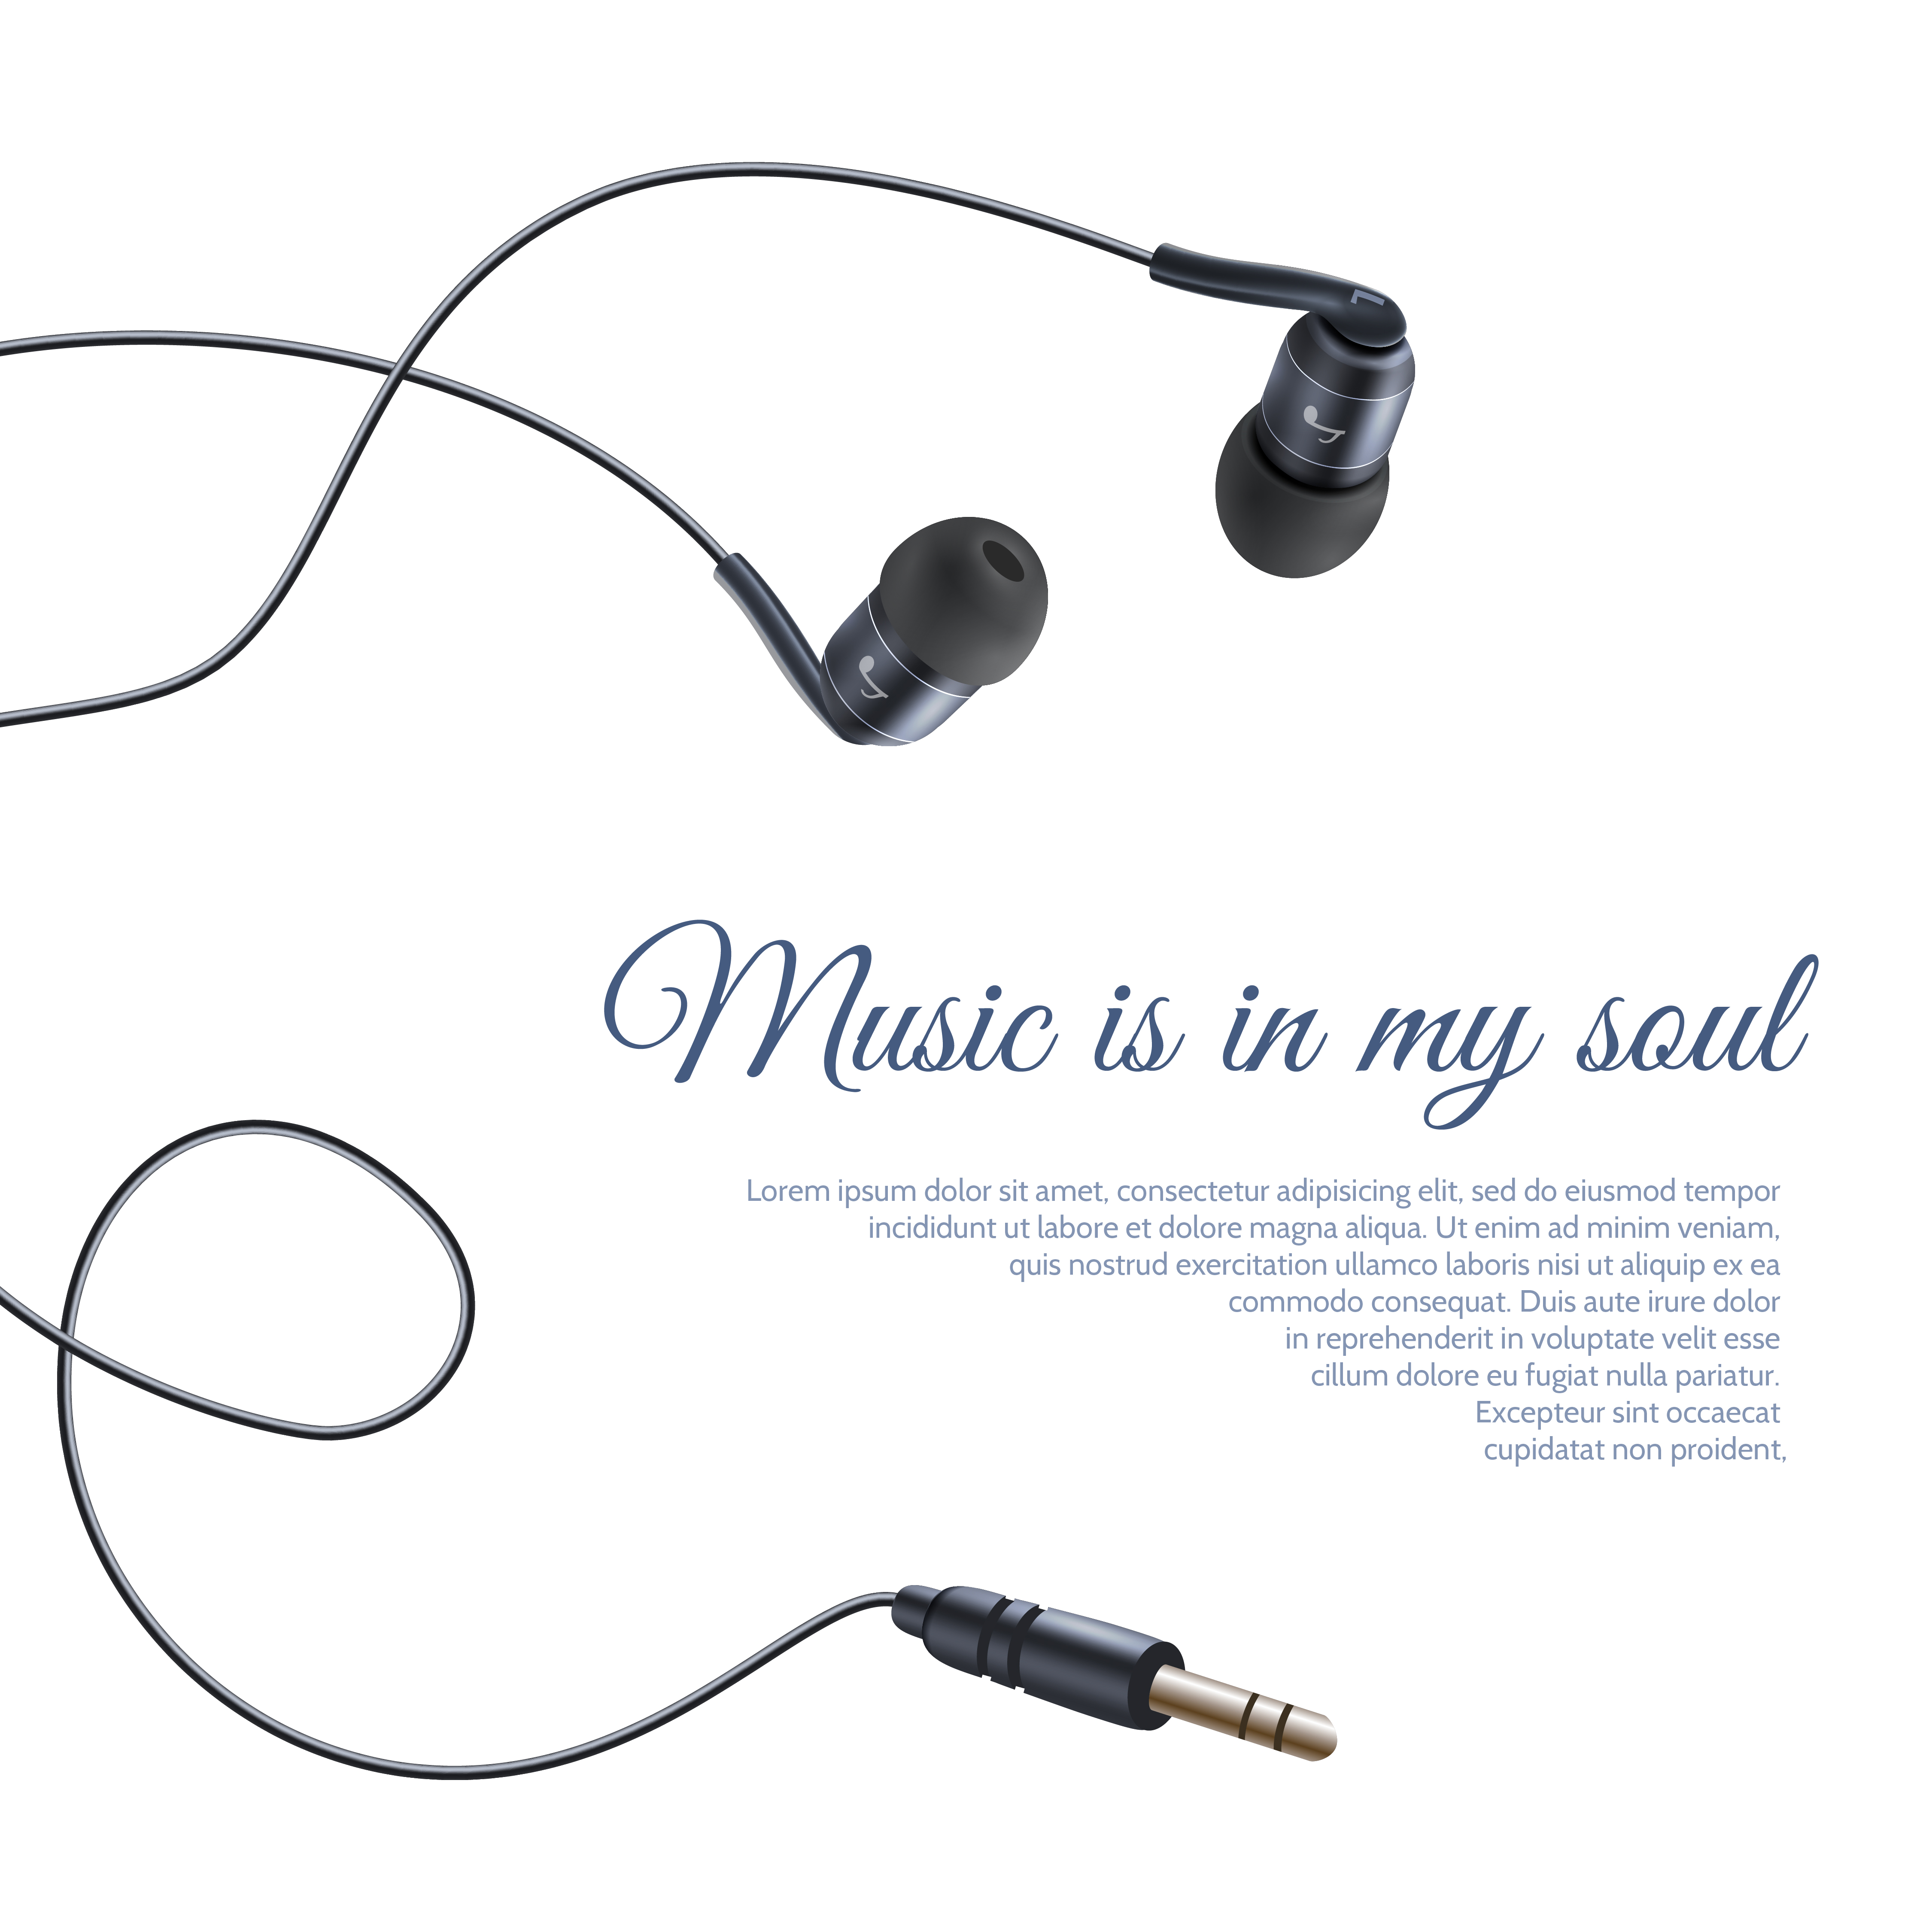 L
Music is in my soul
Lorem ipsum dolor sit amet, consectetur adipisicing elit, sed do eiusmod tempor
incididunt ut labore et dolore magna aliqua. Ut enim ad minim veniam,
quis nostrud exercitation ullamco laboris nisi ut aliquip ex ea
commodo consequat. Duis aute irure dolor
in reprehenderit in voluptate velit esse
cillum dolore eu fugiat nulla pariatur.
Excepteur sint occaecat
cupidatat non proident,